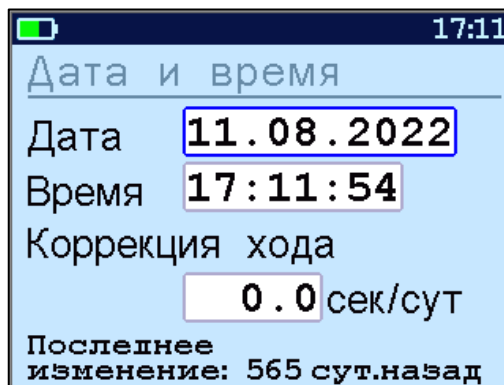 17:11
Дата и время
Дата 11.08.2022
Время 17:11:54
Коррекция хода
0.0 сек/сут
Последнее
изменение: 565 сут.назад